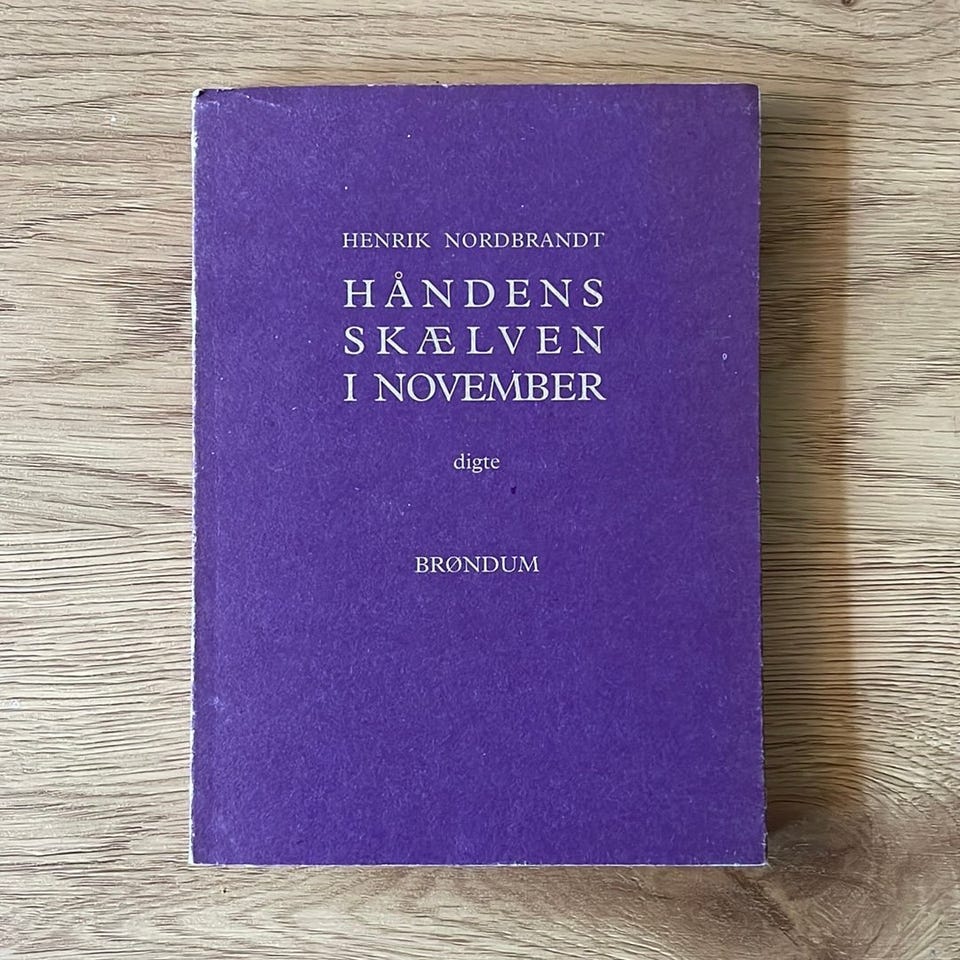 HENRIK NORDBRANDT
HÅNDENS
SKÆLVEN
I NOVEMBER
digte
BRØNDUM